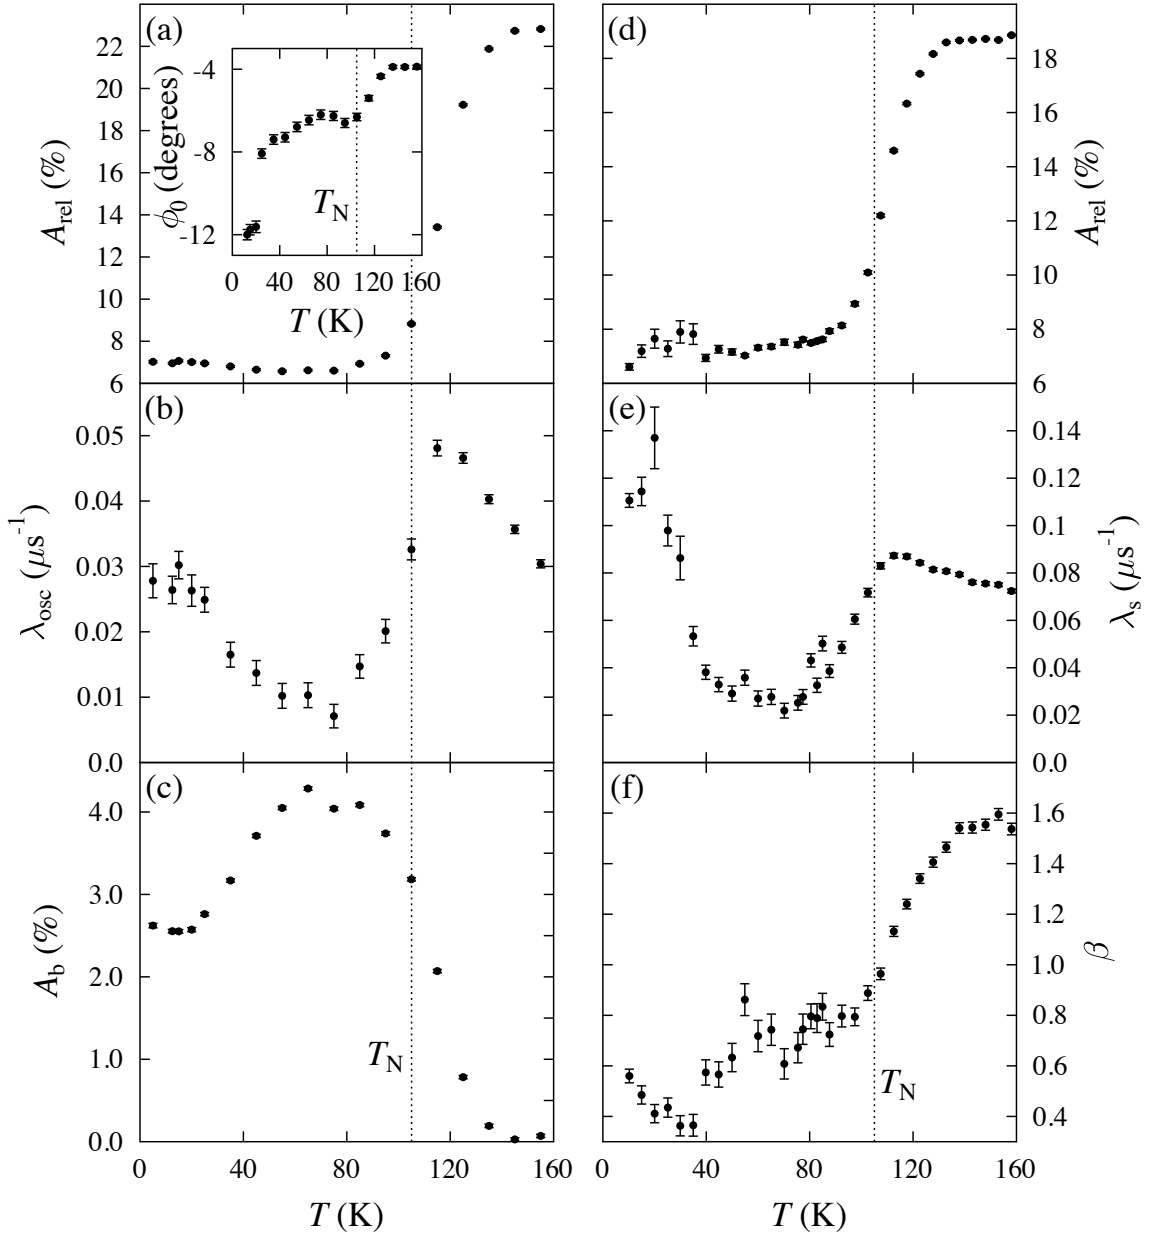 (a)
A_rel (%)
22
20
18
16
14
12
10
8
6
ϕ_0 (degrees)
-4
-8
-12
T_N
0 40 80 120 160
T (K)
(d)
A_rel (%)
18
16
14
12
10
8
6
(b)
λ_osc (μs^-1)
0.05
0.04
0.03
0.02
0.01
0.0
(e)
λ_s (μs^-1)
0.14
0.12
0.1
0.08
0.06
0.04
0.02
0.0
(c)
A_b (%)
4.0
3.0
2.0
1.0
0.0
T_N
0 40 80 120 160
T (K)
(f)
β
1.6
1.4
1.2
1.0
0.8
0.6
0.4
T_N
0 40 80 120 160
T (K)